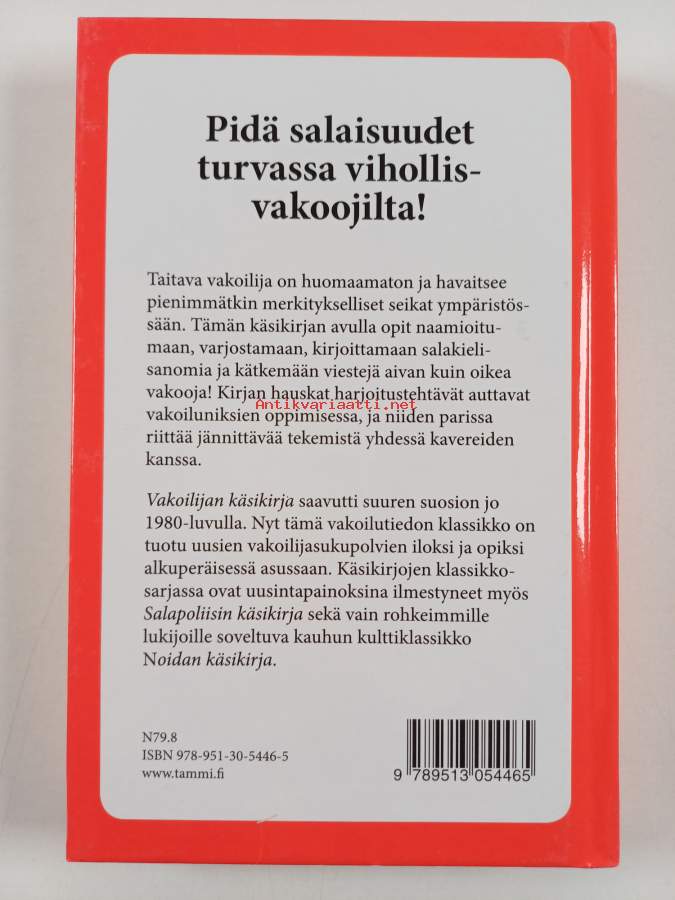 Pidä salaisuudet
turvassa vihollis-
vakoojilta!
Taitava vakoilija on huomaamaton ja havaitsee
pienimmätkin merkitykselliset seikat ympäristös-
sään. Tämän käsikirjan avulla opit naamioitu-
maan, varjostamaan, kirjoittamaan salakieli-
sanomia ja kätkemään viestejä aivan kuin oikea
vakooja! Kirjan hauskat harjoitustehtävät auttavat
Antikvariaatti.net
vakoiluniksien oppimisessa, ja niiden parissa
riittää jännittävää tekemistä yhdessä kavereiden
kanssa.
Vakoilijan käsikirja saavutti suuren suosion jo
1980-luvulla. Nyt tämä vakoilutiedon klassikko on
tuotu uusien vakoilijasukupolvien iloksi ja opiksi
alkuperäisessä asussaan. Käsikirjojen klassikko-
sarjassa ovat uusintapainoksina ilmestyneet myös
Salapoliisin käsikirja sekä vain rohkeimmille
lukijoille soveltuva kauhun kulttiklassikko
Noidan käsikirja.
N79.8
ISBN 978-951-30-5446-5
www.tammi.fi
9 789513 054465